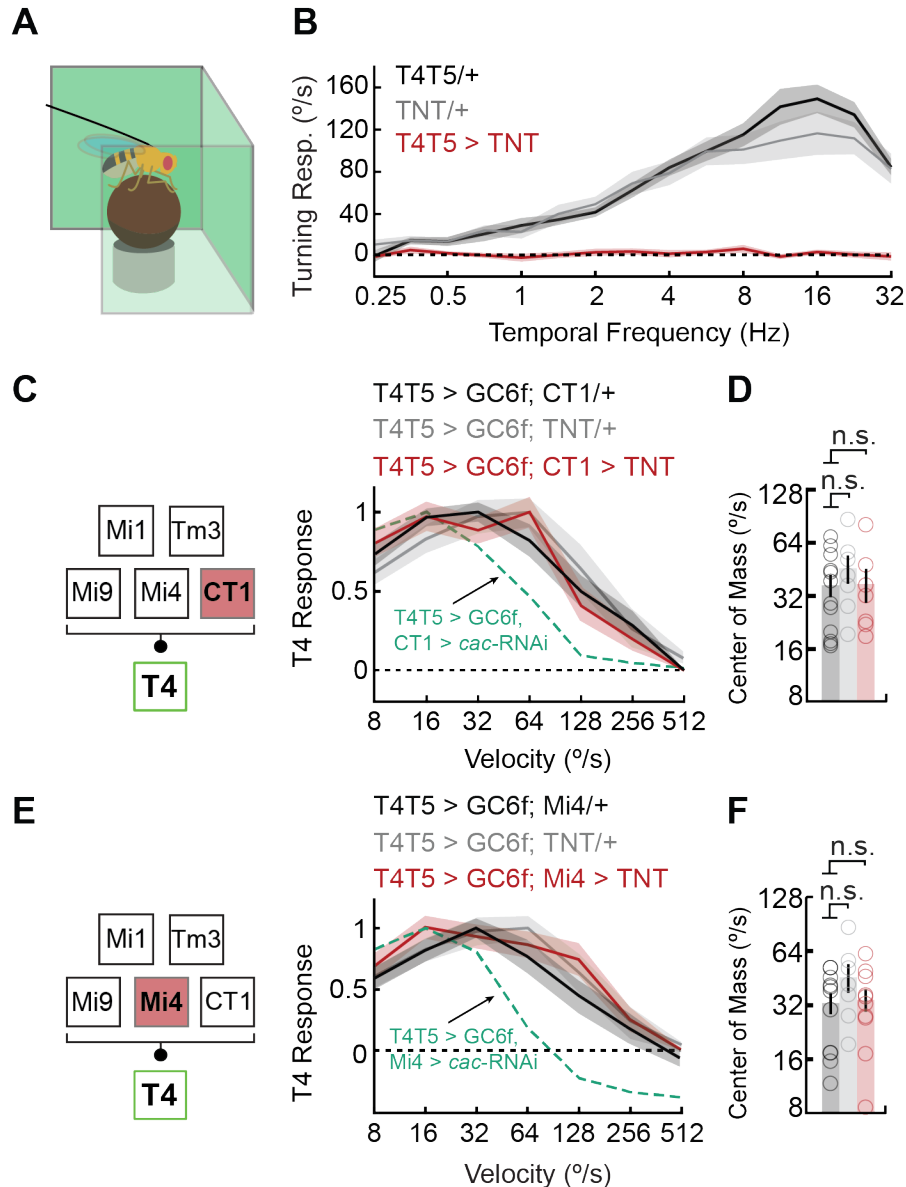 A
B
T4T5/+
TNT/+
T4T5 > TNT
Turning Resp. (º/s)
160
120
80
40
0
0.25 0.5 1 2 4 8 16 32
Temporal Frequency (Hz)
C
T4T5 > GC6f; CT1/+
T4T5 > GC6f; TNT/+
T4T5 > GC6f; CT1 > TNT
Mi1 Tm3
Mi9 Mi4 CT1
T4
T4 Response
1
0.5
0
T4T5 > GC6f,
CT1 > cac-RNAi
8 16 32 64 128 256 512
Velocity (º/s)
D
n.s.
n.s.
Center of Mass (º/s)
128
64
32
16
8
E
T4T5 > GC6f; Mi4/+
T4T5 > GC6f; TNT/+
T4T5 > GC6f; Mi4 > TNT
Mi1 Tm3
Mi9 Mi4 CT1
T4
T4 Response
1
0.5
0
T4T5 > GC6f,
Mi4 > cac-RNAi
8 16 32 64 128 256 512
Velocity (º/s)
F
n.s.
n.s.
Center of Mass (º/s)
128
64
32
16
8